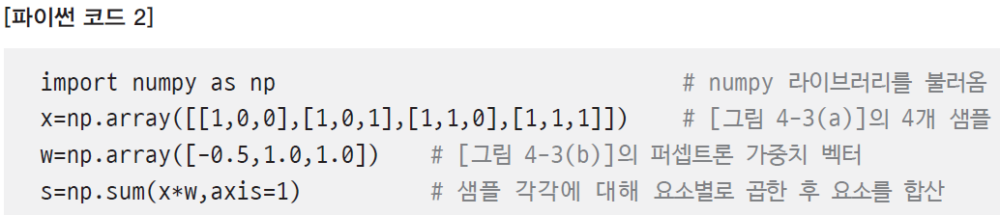 [파이썬 코드 2]
import numpy as np # numpy 라이브러리를 불러옴
x=np.array([[1,0,0],[1,0,1],[1,1,0],[1,1,1]]) # [그림 4-3(a)]의 4개 샘플
w=np.array([-0.5,1.0,1.0]) # [그림 4-3(b)]의 퍼셉트론 가중치 벡터
s=np.sum(x*w,axis=1) # 샘플 각각에 대해 요소별로 곱한 후 요소를 합산